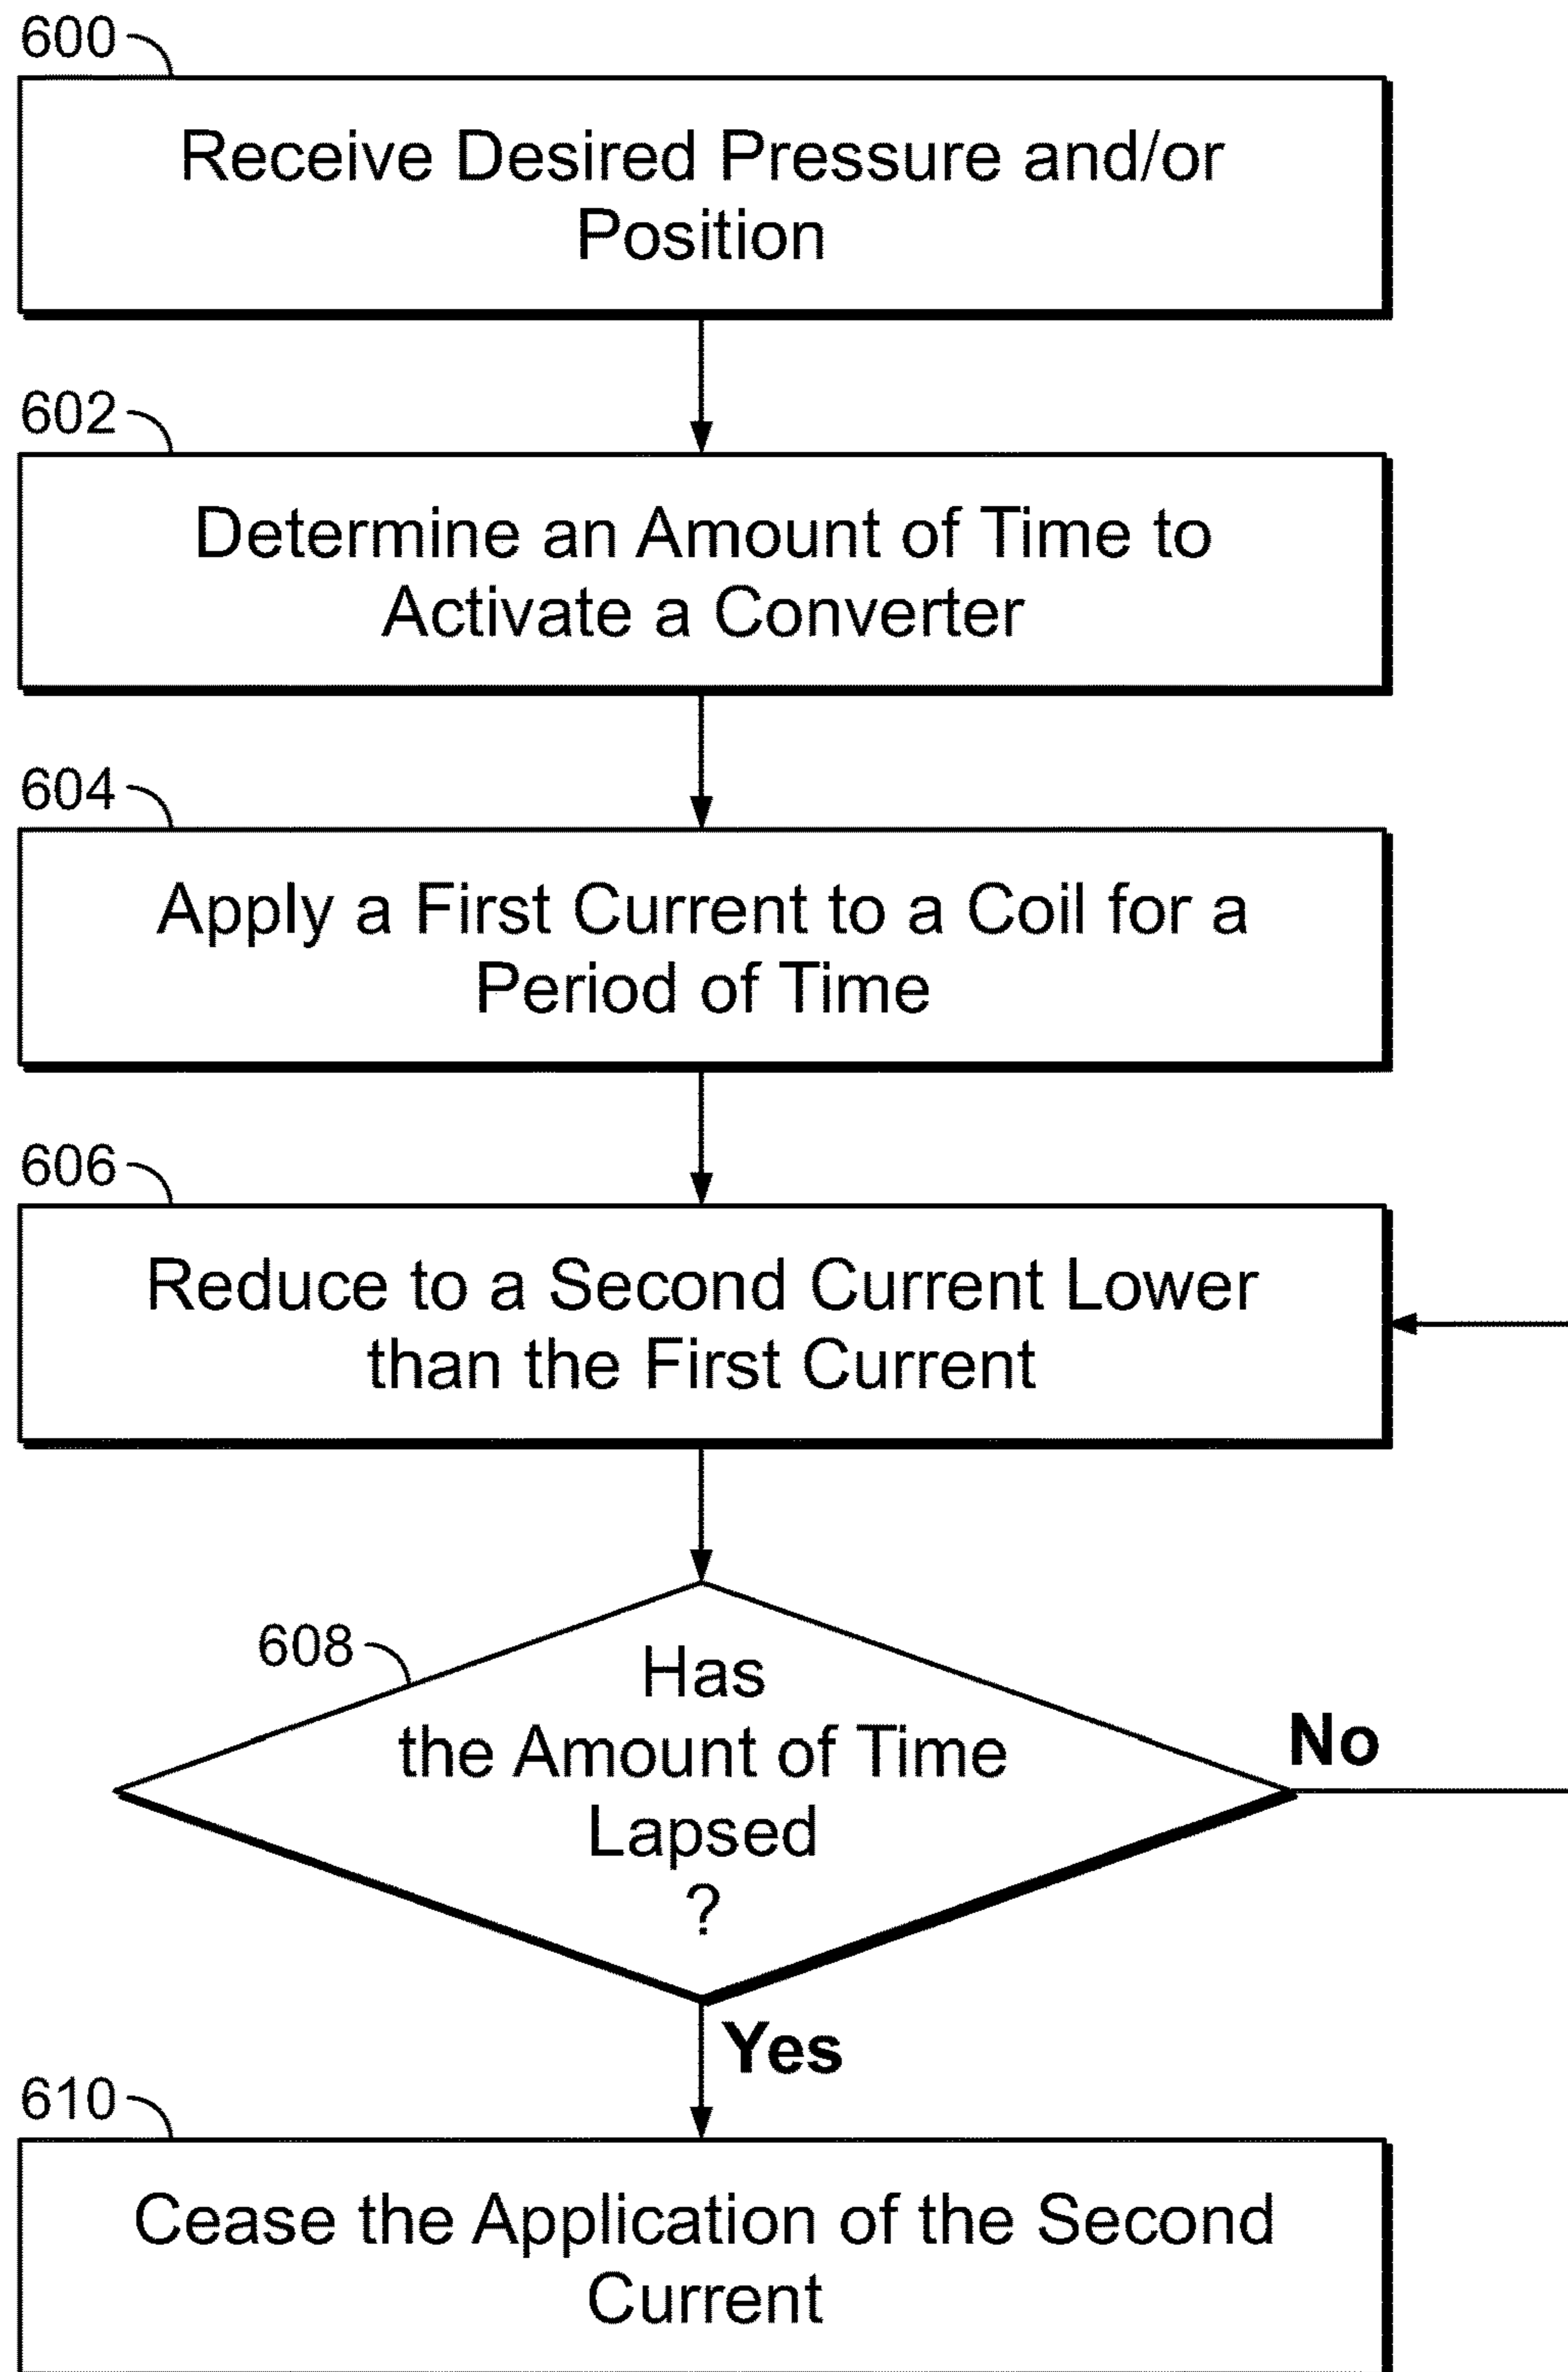 600
Receive Desired Pressure and/or
Position
602
Determine an Amount of Time to
Activate a Converter
604
Apply a First Current to a Coil for a
Period of Time
606
Reduce to a Second Current Lower
than the First Current
608
Has
the Amount of Time
Lapsed
?
No
Yes
610
Cease the Application of the Second
Current